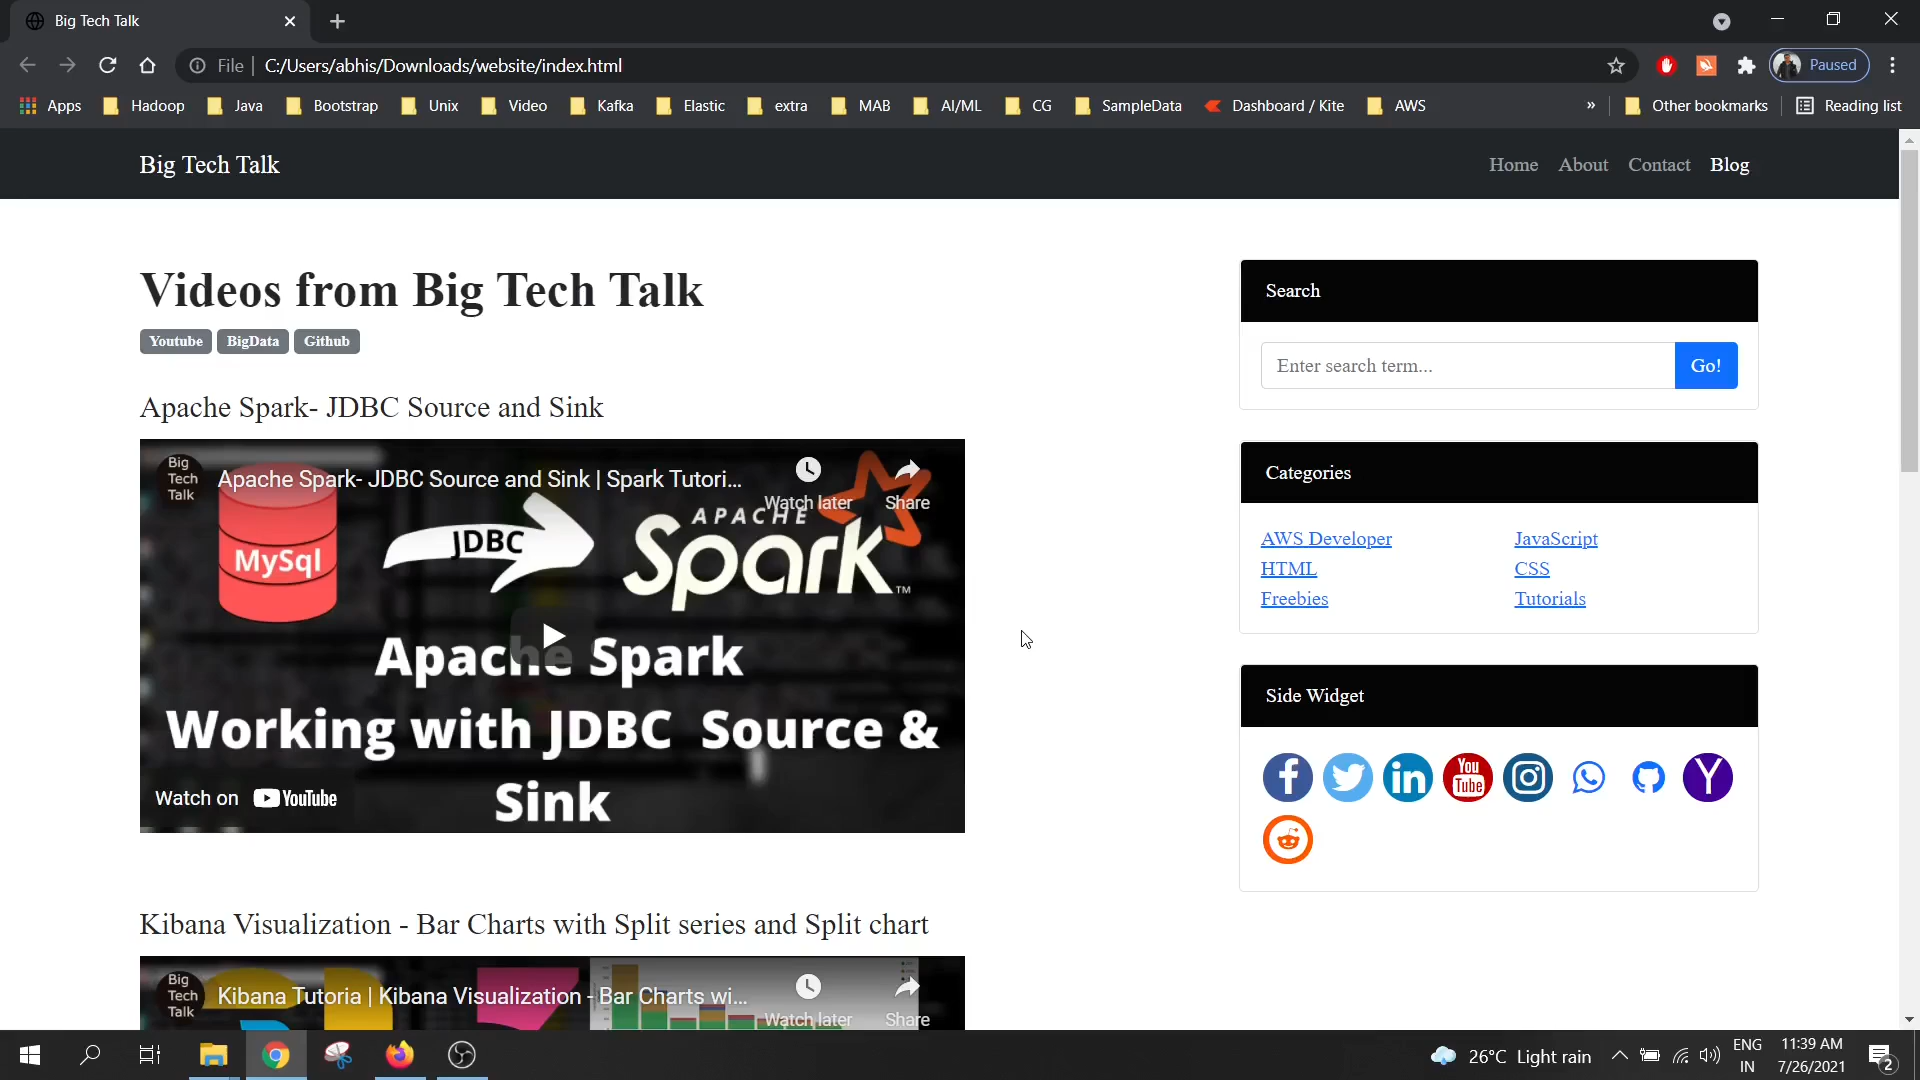 Big Tech Talk
File
C:/Users/abhis/Downloads/website/index.html
Paused
Apps
Hadoop
Java
Bootstrap
Unix
Video
Kafka
Elastic
extra
MAB
AI/ML
CG
SampleData
Dashboard / Kite
AWS
»
Other bookmarks
Reading list
Big Tech Talk
Home
About
Contact
Blog
Videos from Big Tech Talk
Youtube
BigData
Github
Apache Spark- JDBC Source and Sink
Big
Tech
Talk
Apache Spark- JDBC Source and Sink | Spark Tutori...
Watch later
Share
MySql
JDBC
APACHE
Spark™
Apache Spark
Working with JDBC Source &
Sink
Watch on YouTube
Kibana Visualization - Bar Charts with Split series and Split chart
Big
Tech
Talk
Kibana Tutoria | Kibana Visualization - Bar Charts wi...
Watch later
Share
Search
Enter search term...
Go!
Categories
AWS Developer
JavaScript
HTML
CSS
Freebies
Tutorials
Side Widget
f
in
You
Tube
Y
26°C Light rain
ENG
IN
11:39 AM
7/26/2021
2